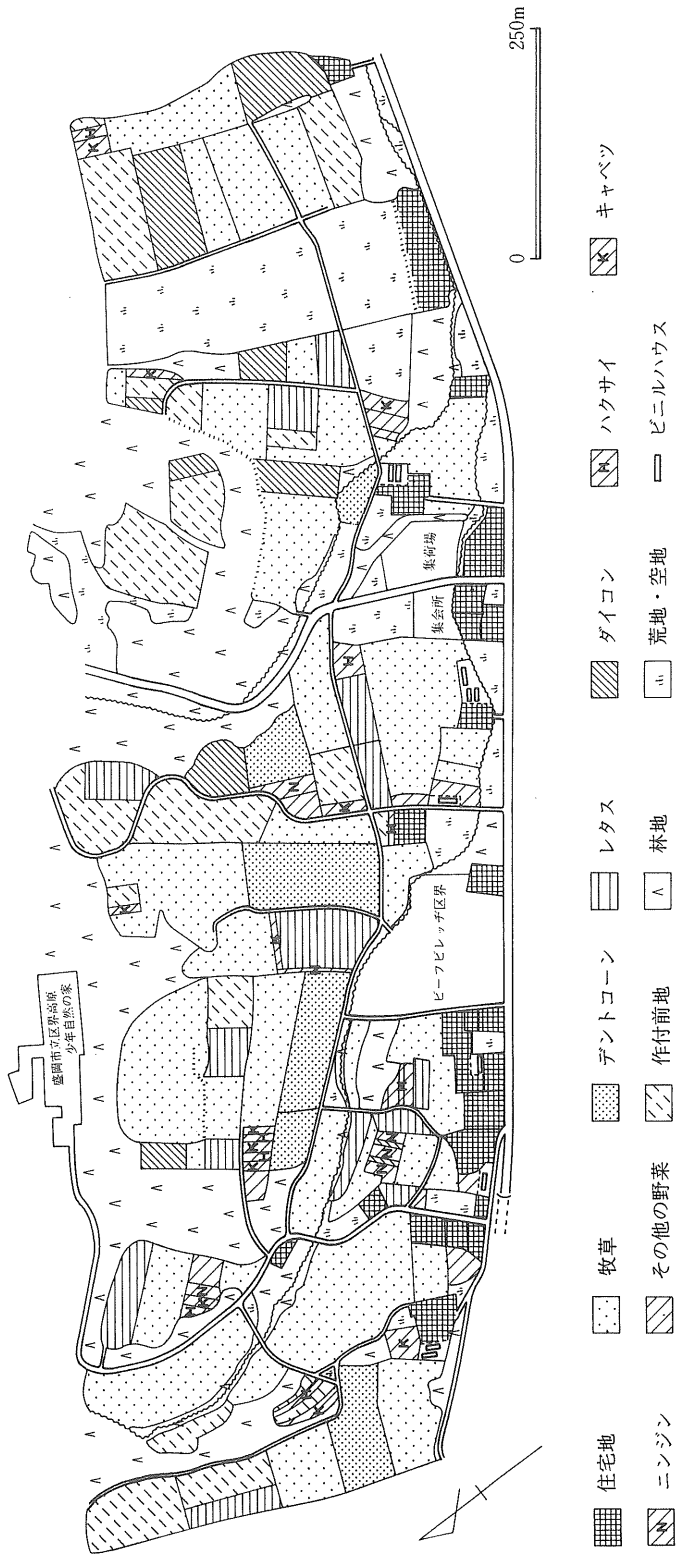 盛岡市立区界高原
少年自然の家
ビーフビレッヂ区界
集会所
集荷場
0 250m
住宅地 牧草 デントコーン レタス ダイコン H ハクサイ K キャベツ
N ニンジン その他の野菜 作付前地 林地 荒地・空地 ビニルハウス